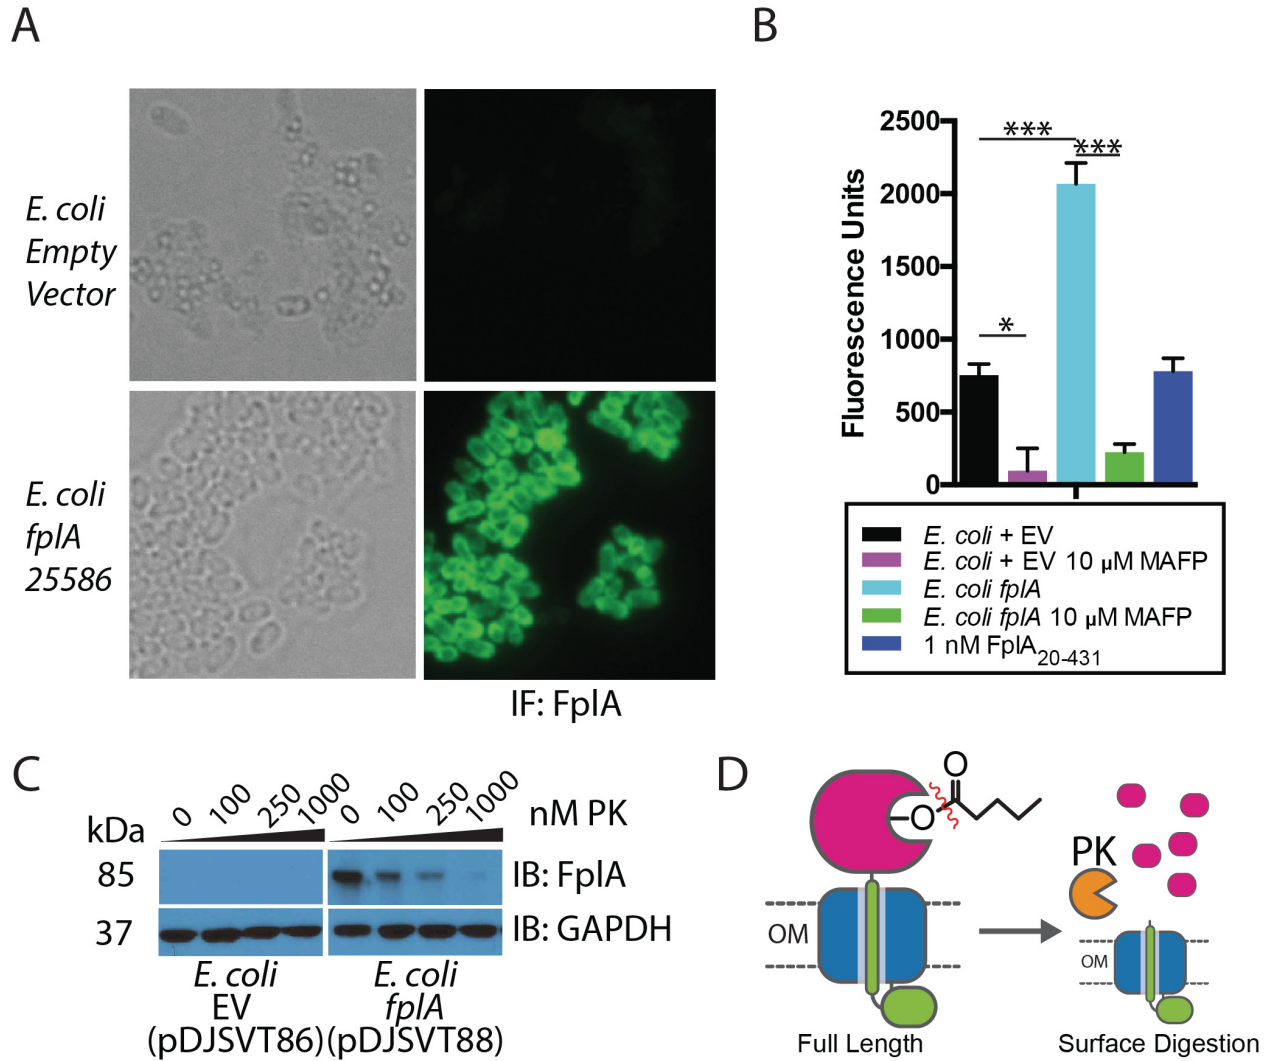 A
E. coli
Empty
Vector
E. coli
fplA
25586
IF: FplA
B
Fluorescence Units
2500
2000
1500
1000
500
0
***
***
*
E. coli + EV
E. coli + EV 10 μM MAFP
E. coli fplA
E. coli fplA 10 μM MAFP
1 nM FplA20-431
C
0 100 250 1000 0 100 250 1000 nM PK
kDa
85 IB: FplA
37 IB: GAPDH
E. coli E. coli
EV fplA
(pDJSVT86) (pDJSVT88)
D
O
O
PK
OM
OM
Full Length
Surface Digestion